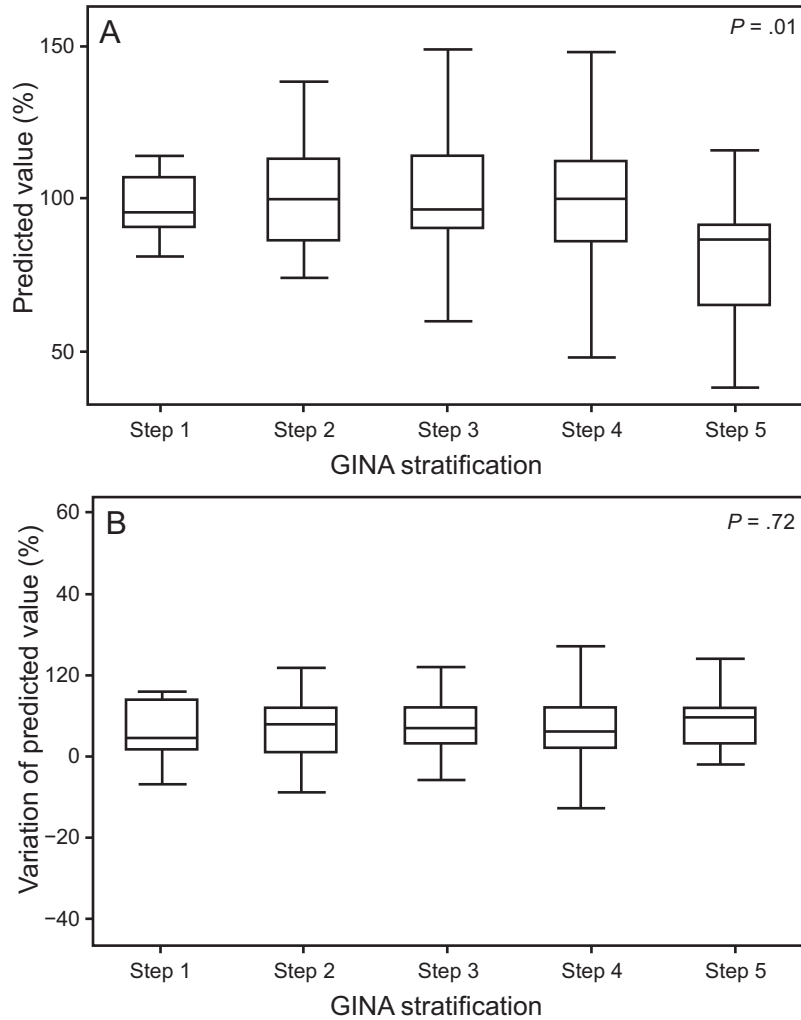 A
P = .01
Predicted value (%)
150
100
50
Step 1 Step 2 Step 3 Step 4 Step 5
GINA stratification
B
P = .72
Variation of predicted value (%)
60
40
120
0
−20
−40
Step 1 Step 2 Step 3 Step 4 Step 5
GINA stratification